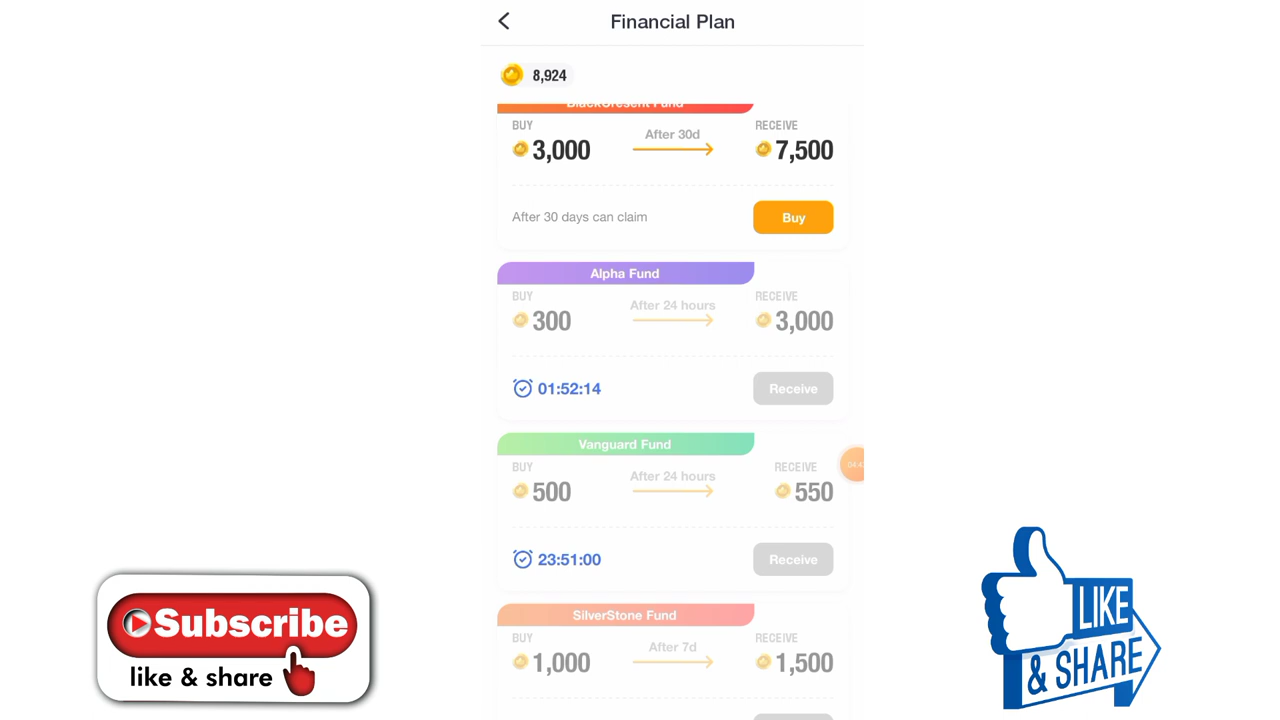 Financial Plan
8,924
BlackCresent Fund
BUY
After 30d
RECEIVE
3,000
7,500
After 30 days can claim
Buy
Alpha Fund
BUY
After 24 hours
RECEIVE
300
3,000
01:52:14
Receive
Vanguard Fund
BUY
After 24 hours
RECEIVE
500
550
23:51:00
Receive
SilverStone Fund
BUY
After 7d
RECEIVE
1,000
1,500
Subscribe
like & share
LIKE
& SHARE